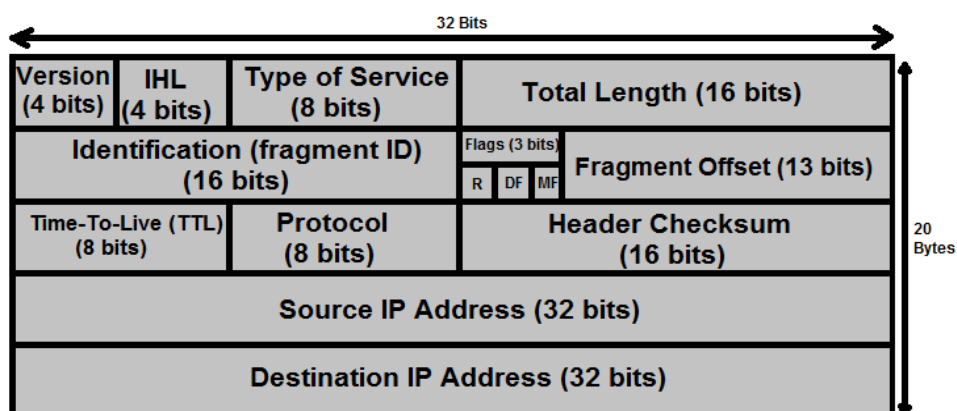 32 Bits
Version
(4 bits)
IHL
(4 bits)
Type of Service
(8 bits)
Total Length (16 bits)
Identification (fragment ID)
(16 bits)
Flags (3 bits)
R
DF
MF
Fragment Offset (13 bits)
Time-To-Live (TTL)
(8 bits)
Protocol
(8 bits)
Header Checksum
(16 bits)
20
Bytes
Source IP Address (32 bits)
Destination IP Address (32 bits)